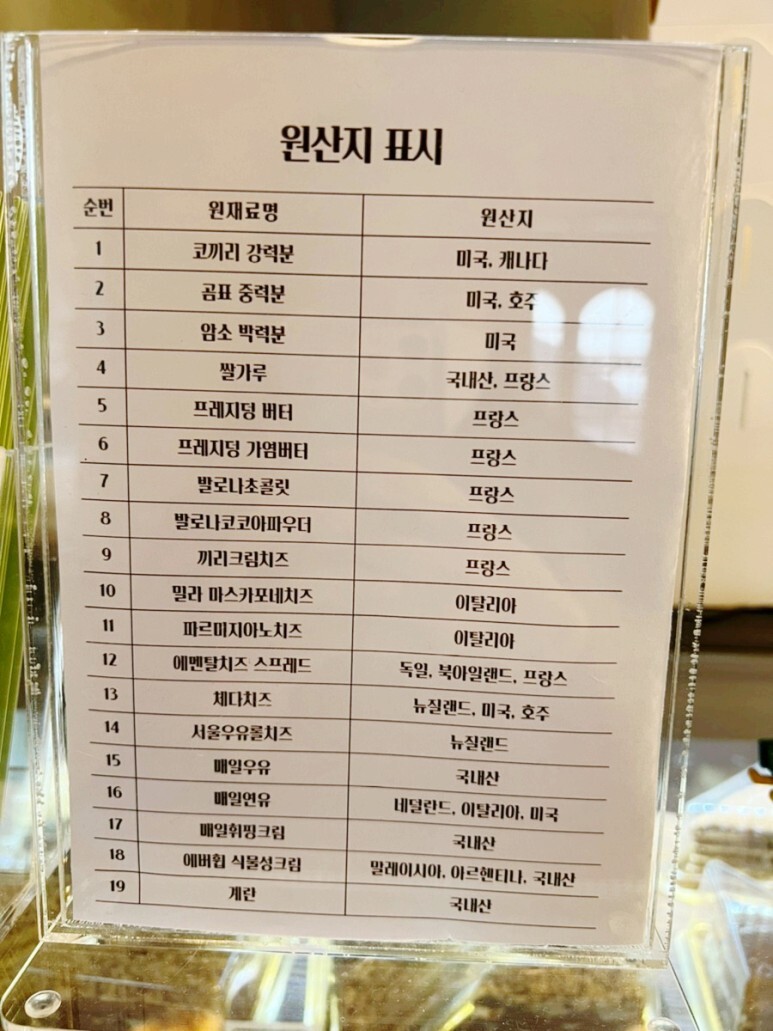 원산지 표시
순번 원재료명 원산지
1 코끼리 강력분 미국, 캐나다
2 곰표 중력분 미국, 호주
3 암소 박력분 미국
4 쌀가루 국내산, 프랑스
5 프레지덩 버터 프랑스
6 프레지덩 가염버터 프랑스
7 발로나초콜릿 프랑스
8 발로나코코아파우더 프랑스
9 끼리크림치즈 프랑스
10 밀라 마스카포네치즈 이탈리아
11 파르미지아노치즈 이탈리아
12 에멘탈치즈 스프레드 독일, 북아일랜드, 프랑스
13 체다치즈 뉴질랜드, 미국, 호주
14 서울우유롤치즈 뉴질랜드
15 매일우유 국내산
16 매일연유 네덜란드, 이탈리아, 미국
17 매일휘핑크림 국내산
18 에버휩 식물성크림 말레이시아, 아르헨티나, 국내산
19 계란 국내산